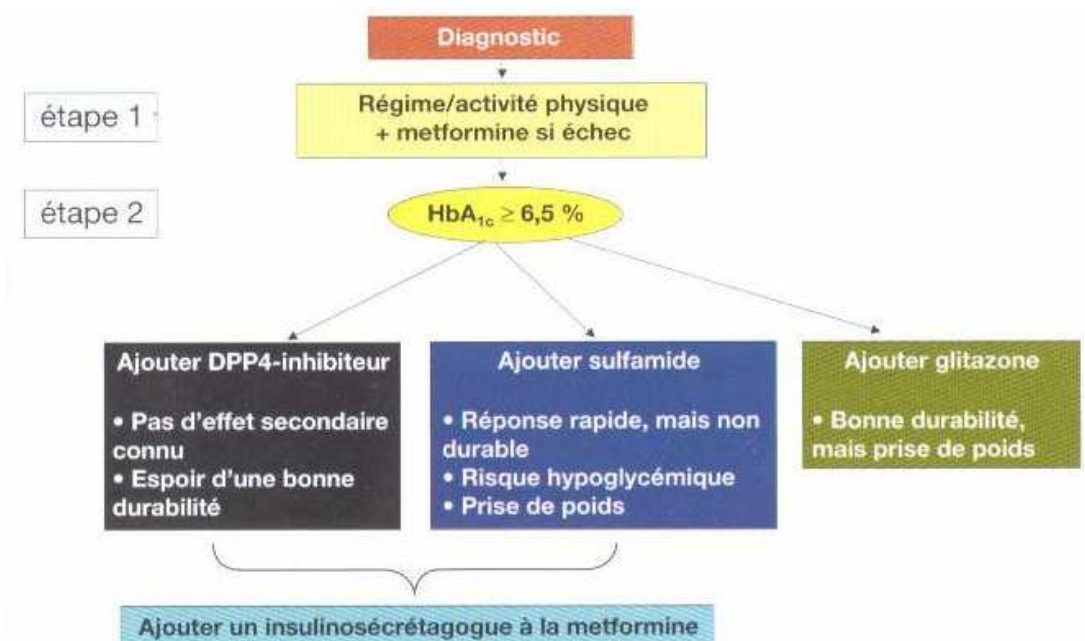 Diagnostic
étape 1
Régime/activité physique
+ metformine si échec
étape 2
HbA1c ≥ 6,5 %
Ajouter DPP4-inhibiteur
• Pas d'effet secondaire
connu
• Espoir d'une bonne
durabilité
Ajouter sulfamide
• Réponse rapide, mais non
durable
• Risque hypoglycémique
• Prise de poids
Ajouter glitazone
• Bonne durabilité,
mais prise de poids
Ajouter un insulinosécrétagogue à la metformine